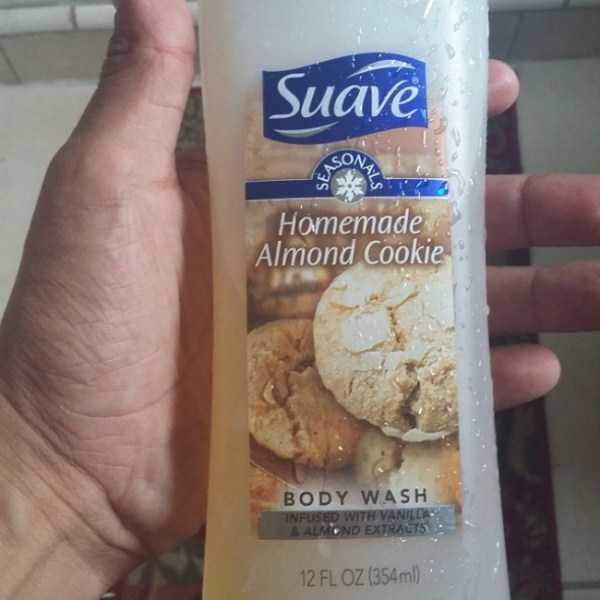 Suave®
SEASONALS
Homemade
Almond Cookie
BODY WASH
INFUSED WITH VANILLA
& ALMOND EXTRACTS
12 FL OZ (354ml)